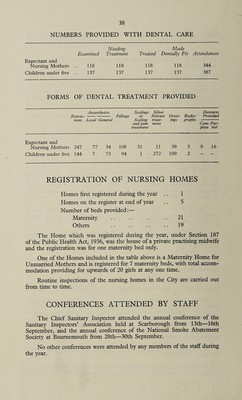 38
NUMBERS PROVIDED WITH DENTAL CARE
Examined Needing Treatment Treated Made Dentally Fit Attendances
Expectant and
Nursing Mothers .. 118 118 118 118 344
Children under five .. 137 137 137 137 387
FORMS OF DENTAL TREATMENT PROVIDED
Extractions Anaesthetics Local General Fillings Scalings or Scaling and gum treatment Silver Nitrate treatment Dressings Radiographs Dentures Provided Complete Partial
Expectant and
Nursing Mothers 247 77 34 108 31 11 39 5 8 16
Children under five 144 7 73 94 1 272 109 2 – –
REGISTRATION OF NURSING HOMES
Homes first registered during the year .. 1
Homes on the register at end of year .. 5
Number of beds provided:—
Maternity .. .. .. .. 21
Others .. .. .. .. 19
The Home which was registered during the year, under Section 187
of the Public Health Act, 1936, was the house of a private practising midwife
and the registration was for one maternity bed only.
One of the Homes included in the table above is a Maternity Home for
Unmarried Mothers and is registered for 7 maternity beds, with total accom-
modation providing for upwards of 20 girls at any one time.
Routine inspections of the nursing homes in the City are carried out
from time to time.
CONFERENCES ATTENDED BY STAFF
The Chief Sanitary Inspector attended the annual conference of the
Sanitary Inspectors' Association held at Scarborough from 13th—16th
September, and the annual conference of the National Smoke Abatement
Society at Bournemouth from 28th—30th September.
No other conferences were attended by any members of the staff during
the year.